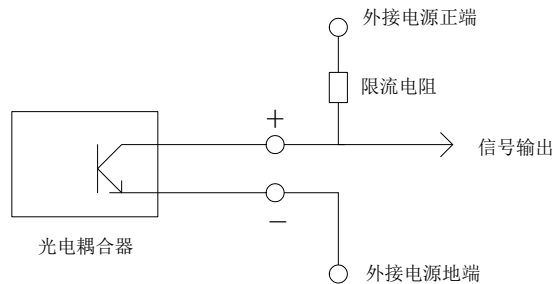 外接电源正端
限流电阻
+
信号输出
−
光电耦合器
外接电源地端